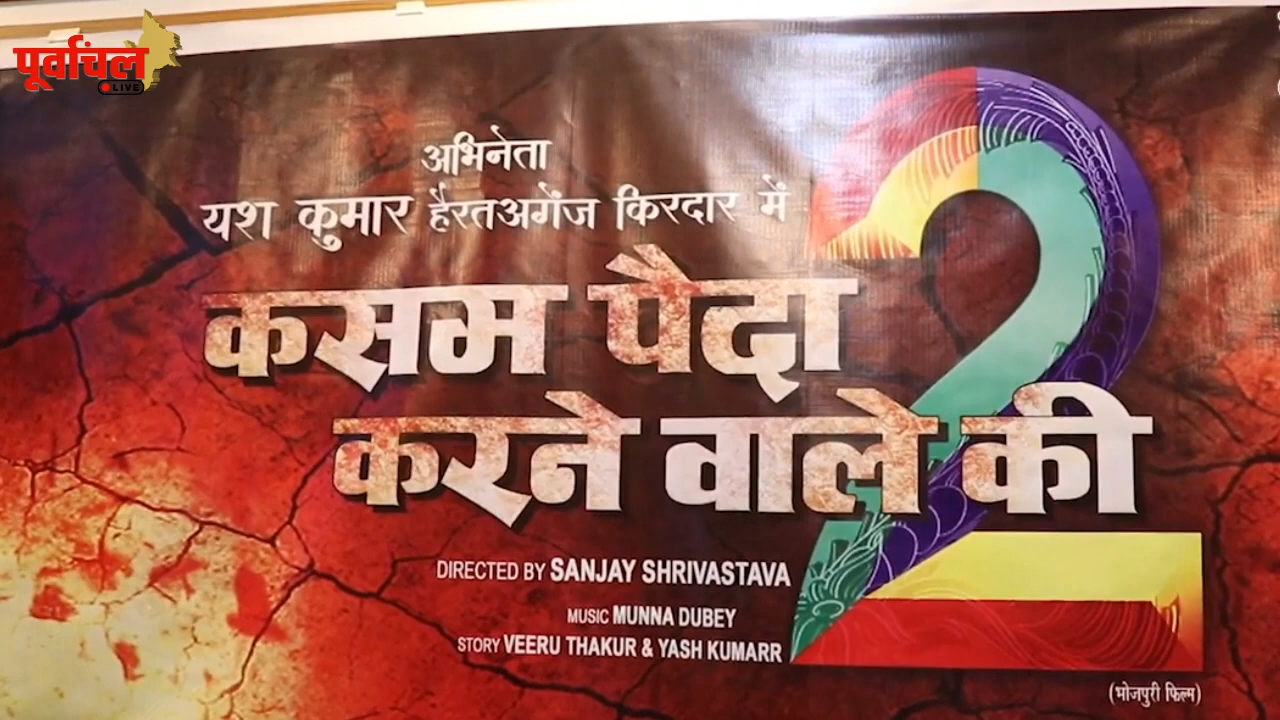 पूर्वांचल
LIVE
अभिनेता
यश कुमार हैरतअगेंज किरदार में
2
कसम पैदा
करने वाले की
DIRECTED BY SANJAY SHRIVASTAVA
MUSIC MUNNA DUBEY
STORY VEERU THAKUR & YASH KUMARR
(भोजपुरी फिल्म)